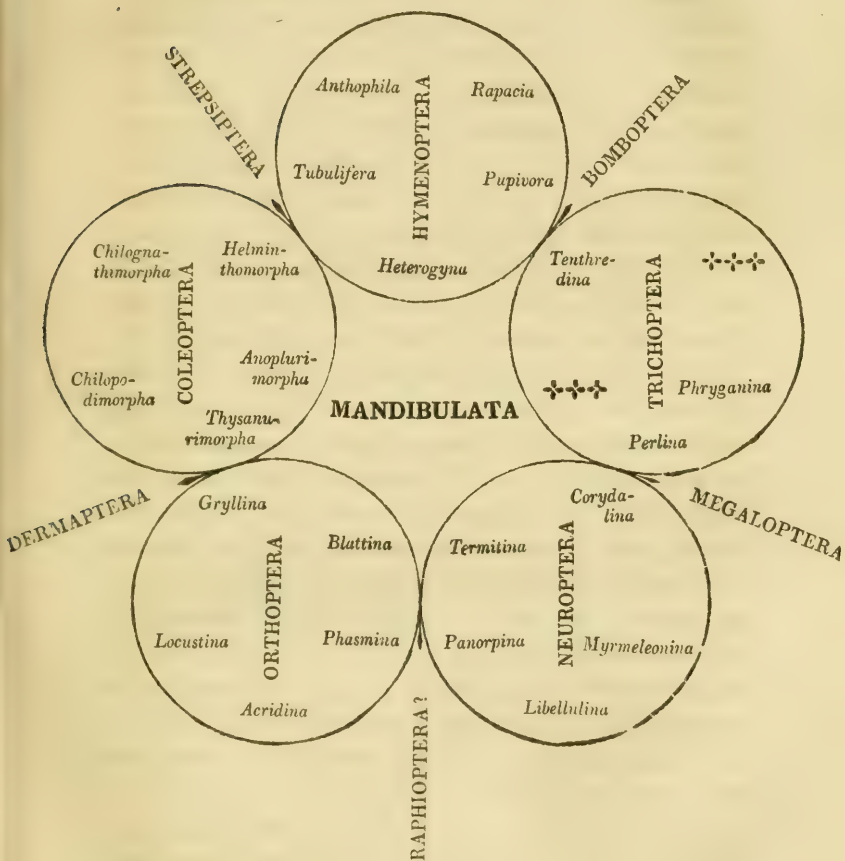 STREPSIPTERA
BOMBOPTERA
Anthophila
Rapacia
HYMENOPTERA
Tubulifera
Pupivora
Heterogyna
Chilogna-
thimorpha
Helmin-
thomorpha
COLEOPTERA
Chilopo-
dimorpha
Anopluri-
morpha
Thysanu-
rimorpha
MANDIBULATA
Tenthre-
dina
TRICHOPTERA
Phryganina
Perlina
DERMAPTERA
MEGALOPTERA
Gryllina
Blattina
ORTHOPTERA
Locustina
Phasmina
Acridina
Coryda-
lina
Termitina
NEUROPTERA
Panorpina
Myrmeleonina
Libellulina
RAPHIOPTERA?